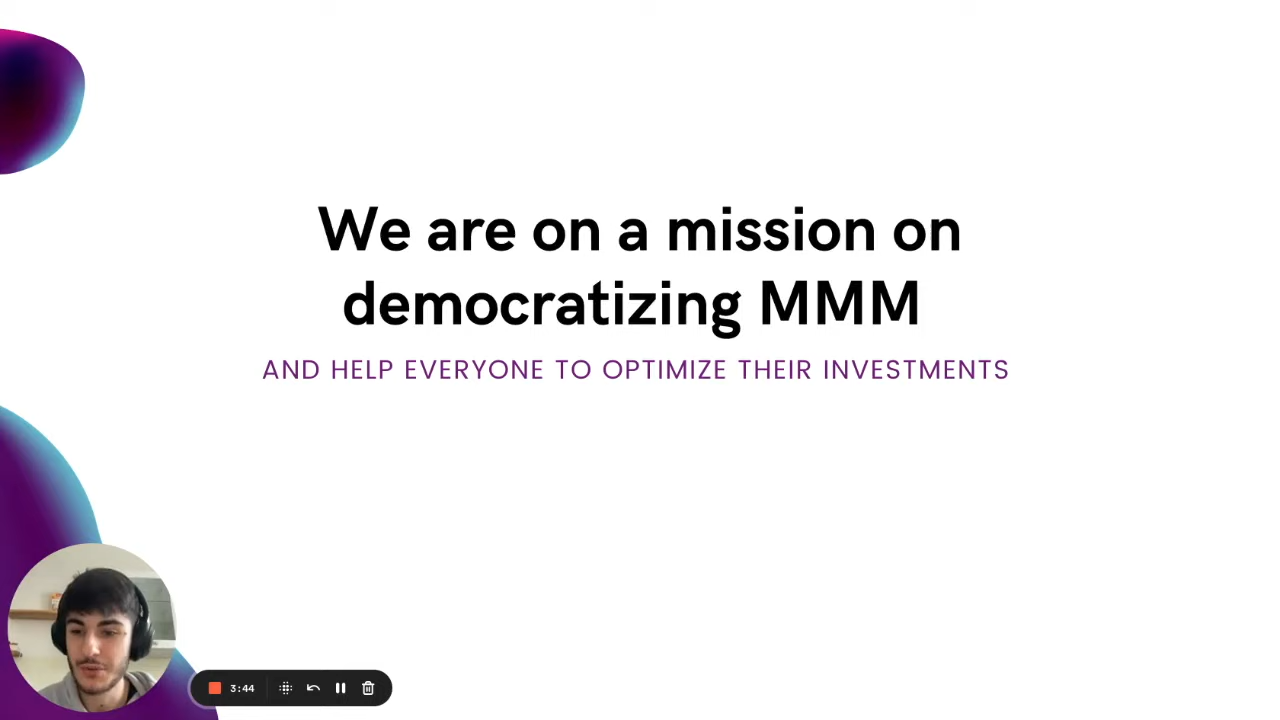 We are on a mission on
democratizing MMM
AND HELP EVERYONE TO OPTIMIZE THEIR INVESTMENTS
3:44